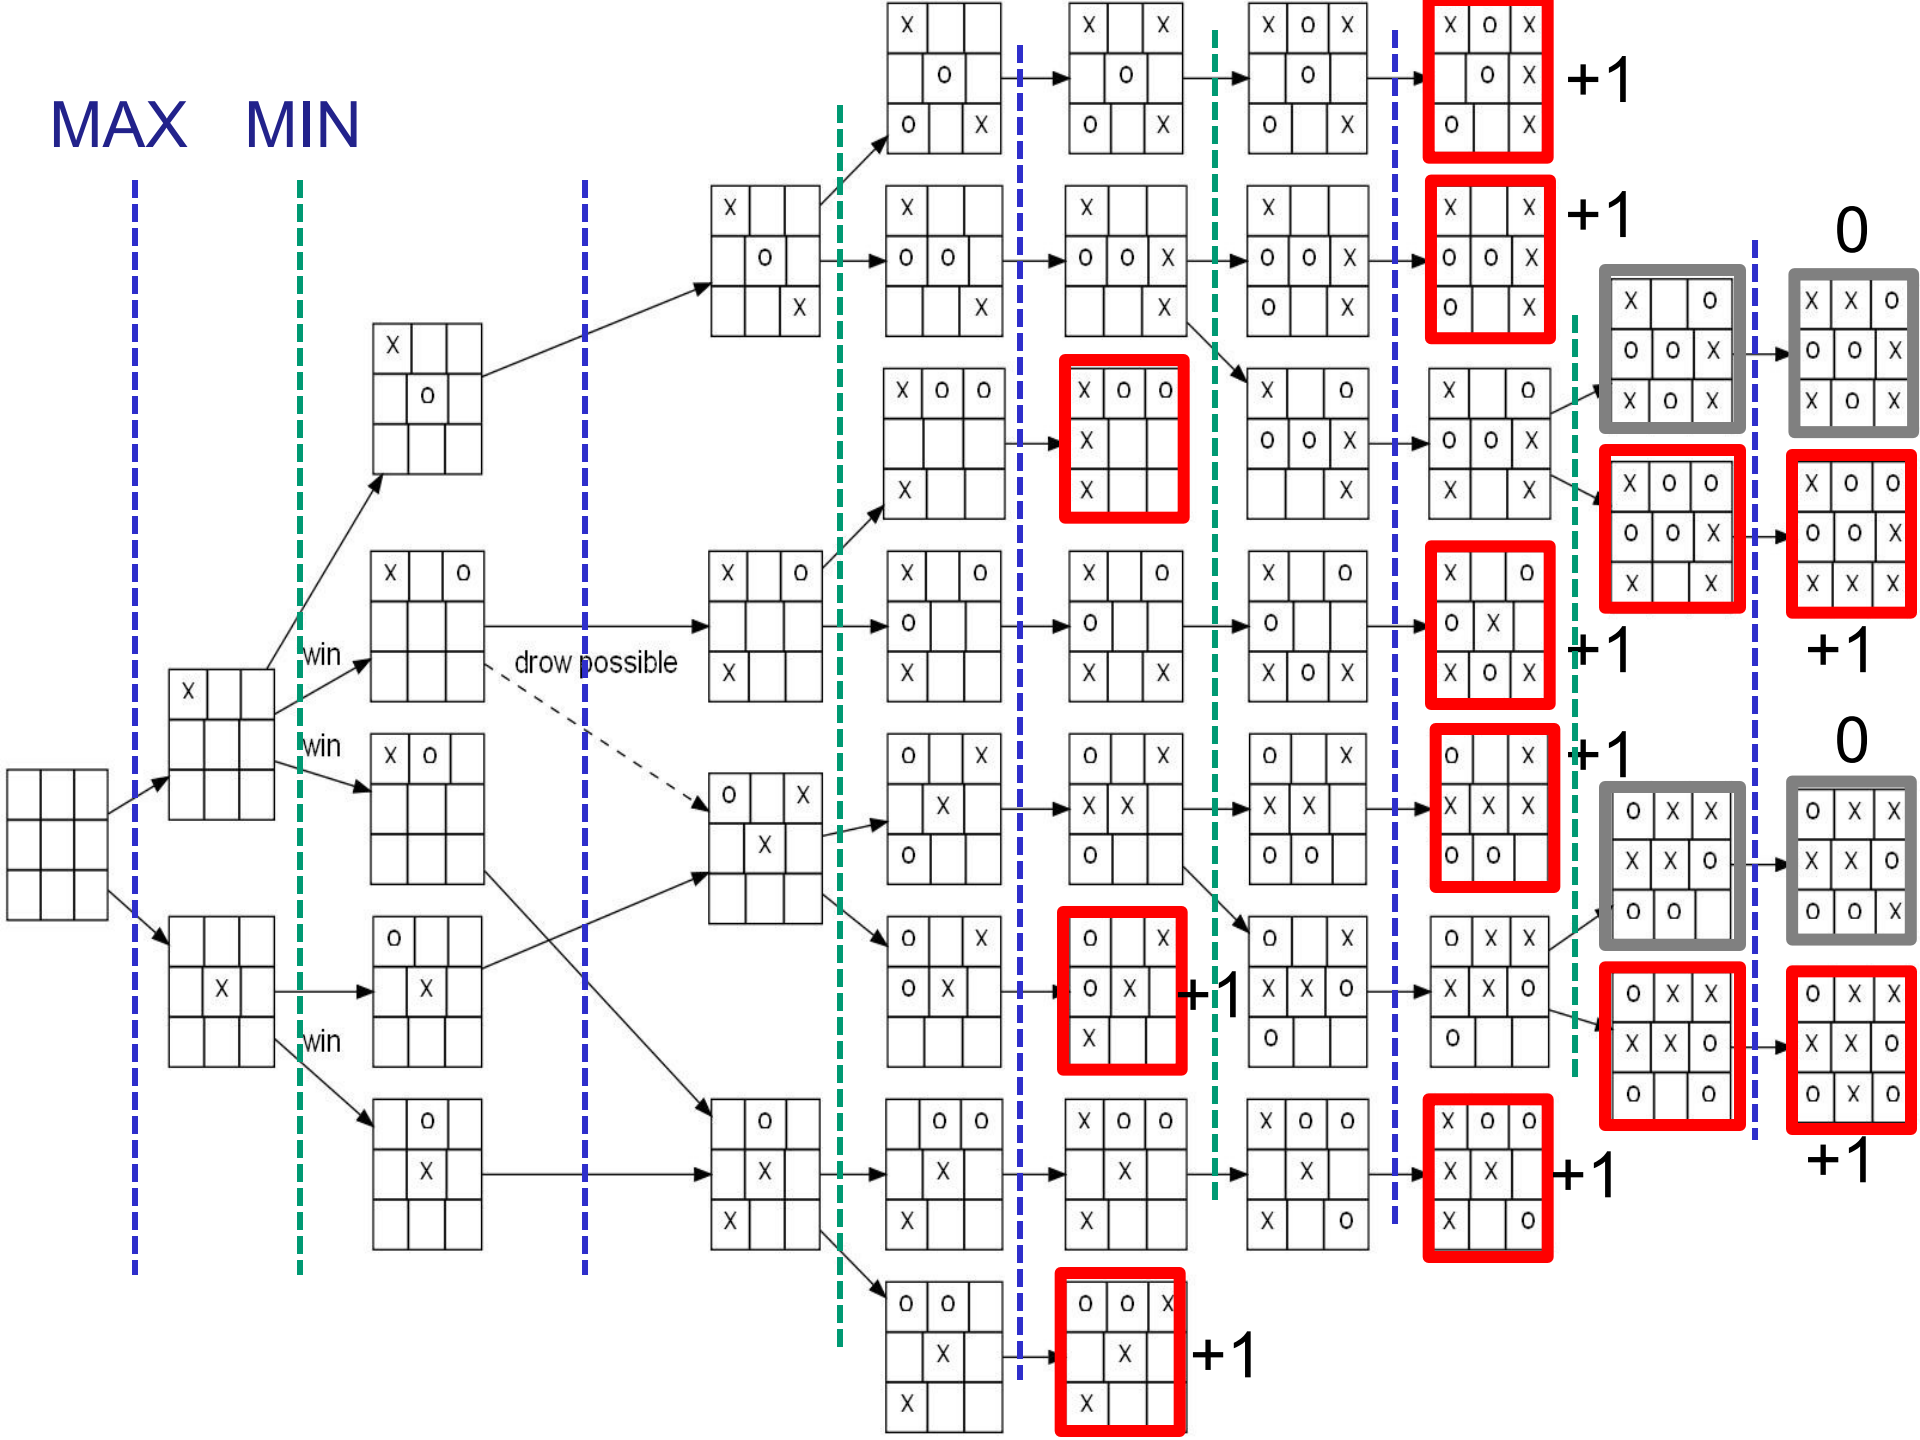 X X X X O X X O X
O O O O X +1
MAX MIN O X O X O X O X
X X X X X X +1 0
O O O O O X O O X O O X
X X X O X O X X O X X O
X O O X O O X
X O O X O O X O X O X X O X
O X O O X O O X
X X X X X X O O X O O
O O X O O X
X O X O X O X O X O X O X X X X X
O O O O X
win drow possible +1 +1
X X X X X X O X X O X
win X O O X O X O X O X +1 0
O X X X X X X X X O X X O X X
X O O O O O O X X O X X O
O O X O X O X O X X O O O O X
X X O X O X O X +1 X X O X X O O X X O X X
win X O O X X O X X O
O O O O O X O O X O O X O O O O X O
X X X X X X X +1 +1
X X X X O X O
O O O O X
X X +1
X X